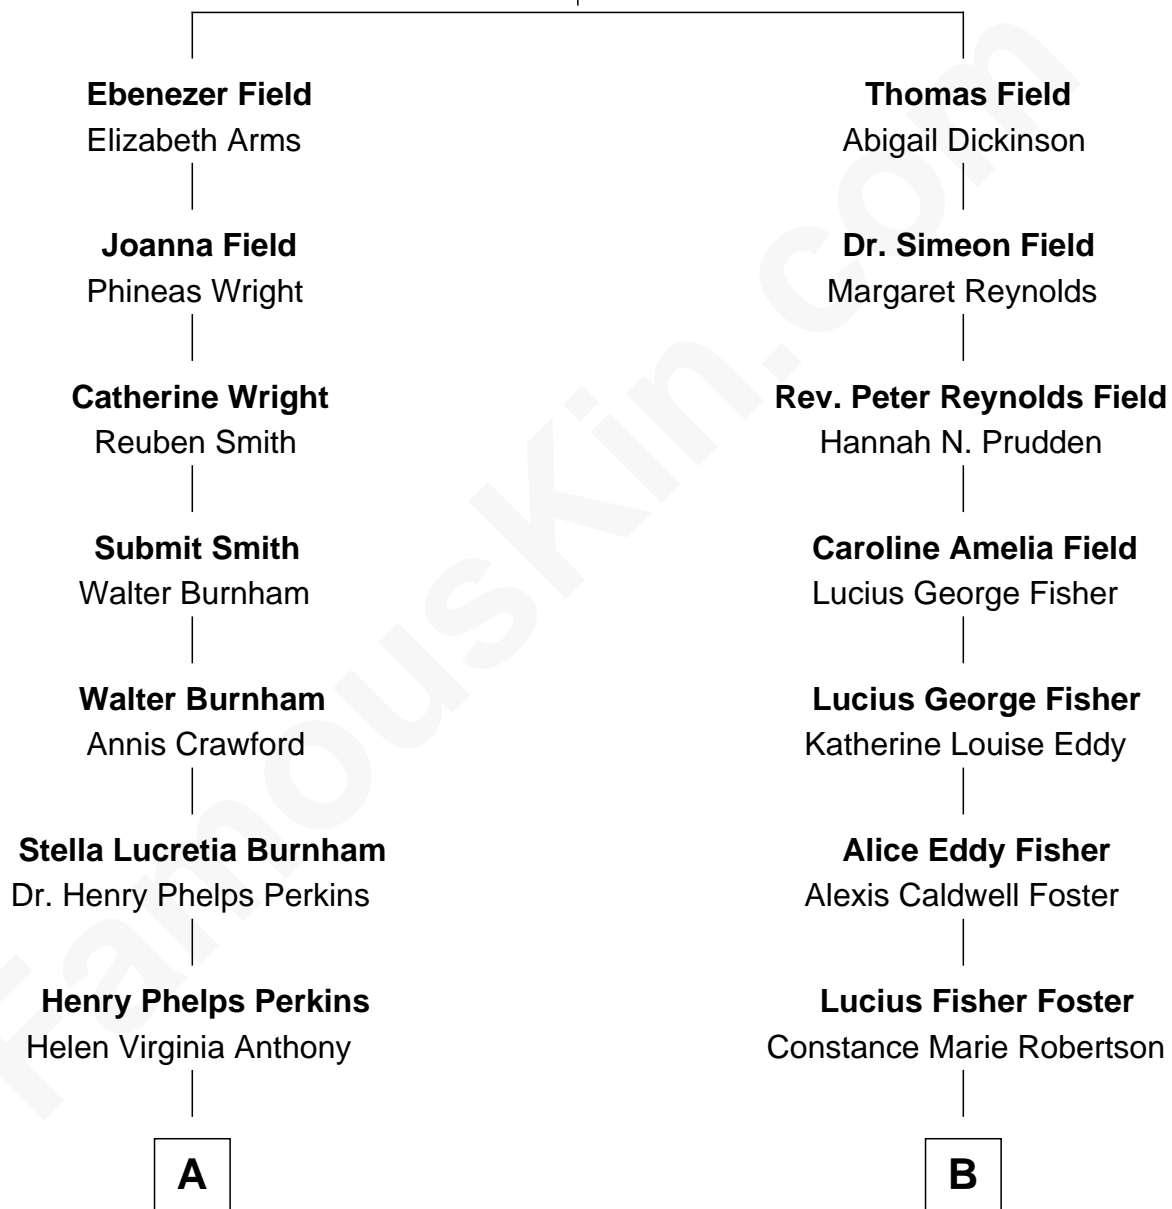 Ebenezer Field
Elizabeth Arms
Joanna Field
Phineas Wright
Catherine Wright
Reuben Smith
Submit Smith
Walter Burnham
Walter Burnham
Annis Crawford
Stella Lucretia Burnham
Dr. Henry Phelps Perkins
Henry Phelps Perkins
Helen Virginia Anthony
A
Thomas Field
Abigail Dickinson
Dr. Simeon Field
Margaret Reynolds
Rev. Peter Reynolds Field
Hannah N. Prudden
Caroline Amelia Field
Lucius George Fisher
Lucius George Fisher
Katherine Louise Eddy
Alice Eddy Fisher
Alexis Caldwell Foster
Lucius Fisher Foster
Constance Marie Robertson
B
FamousKin.com